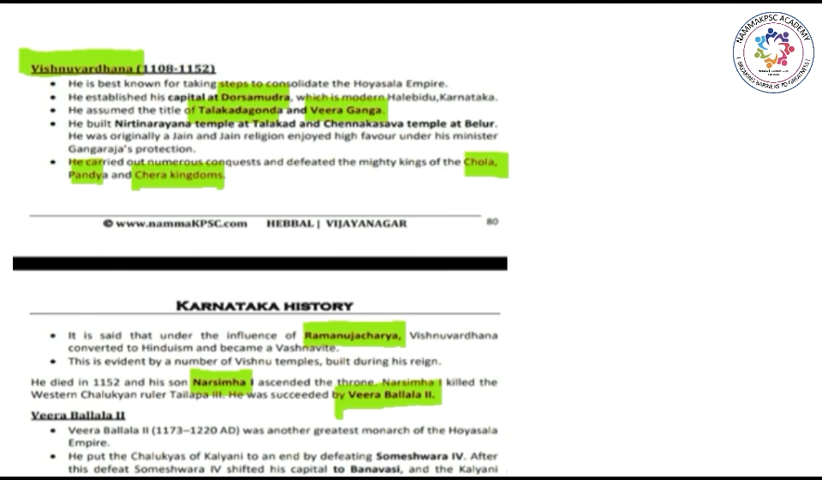 NAMMAKPSC ACADEMY
Vishnuvardhana (1108-1152)
• He is best known for taking steps to consolidate the Hoyasala Empire.
• He established his capital at Dorsamudra, which is modern Halebidu,Karnataka.
• He assumed the title of Talakadagonda and Veera Ganga.
• He built Nirtinarayana temple at Talakad and Chennakasava temple at Belur.
He was originally a Jain and Jain religion enjoyed high favour under his minister
Gangaraja's protection.
• He carried out numerous conquests and defeated the mighty kings of the Chola,
Pandya and Chera kingdoms.
© www.nammaKPSC.com HEBBAL | VIJAYANAGAR 80
KARNATAKA HISTORY
• It is said that under the influence of Ramanujacharya, Vishnuvardhana
converted to Hinduism and became a Vashnavite.
• This is evident by a number of Vishnu temples, built during his reign.
He died in 1152 and his son Narsimha I ascended the throne. Narsimha I killed the
Western Chalukyan ruler Tailapa III. He was succeeded by Veera Ballala II.
Veera Ballala II
• Veera Ballala II (1173–1220 AD) was another greatest monarch of the Hoyasala
Empire.
• He put the Chalukyas of Kalyani to an end by defeating Someshwara IV. After
this defeat Someshwara IV shifted his capital to Banavasi, and the Kalyani